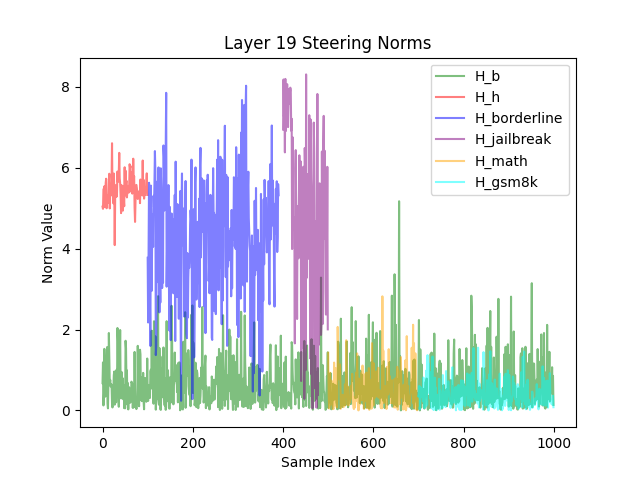 Layer 19 Steering Norms
H_b
H_h
H_borderline
H_jailbreak
H_math
H_gsm8k
Norm Value
8
6
4
2
0
0
200
400
600
800
1000
Sample Index